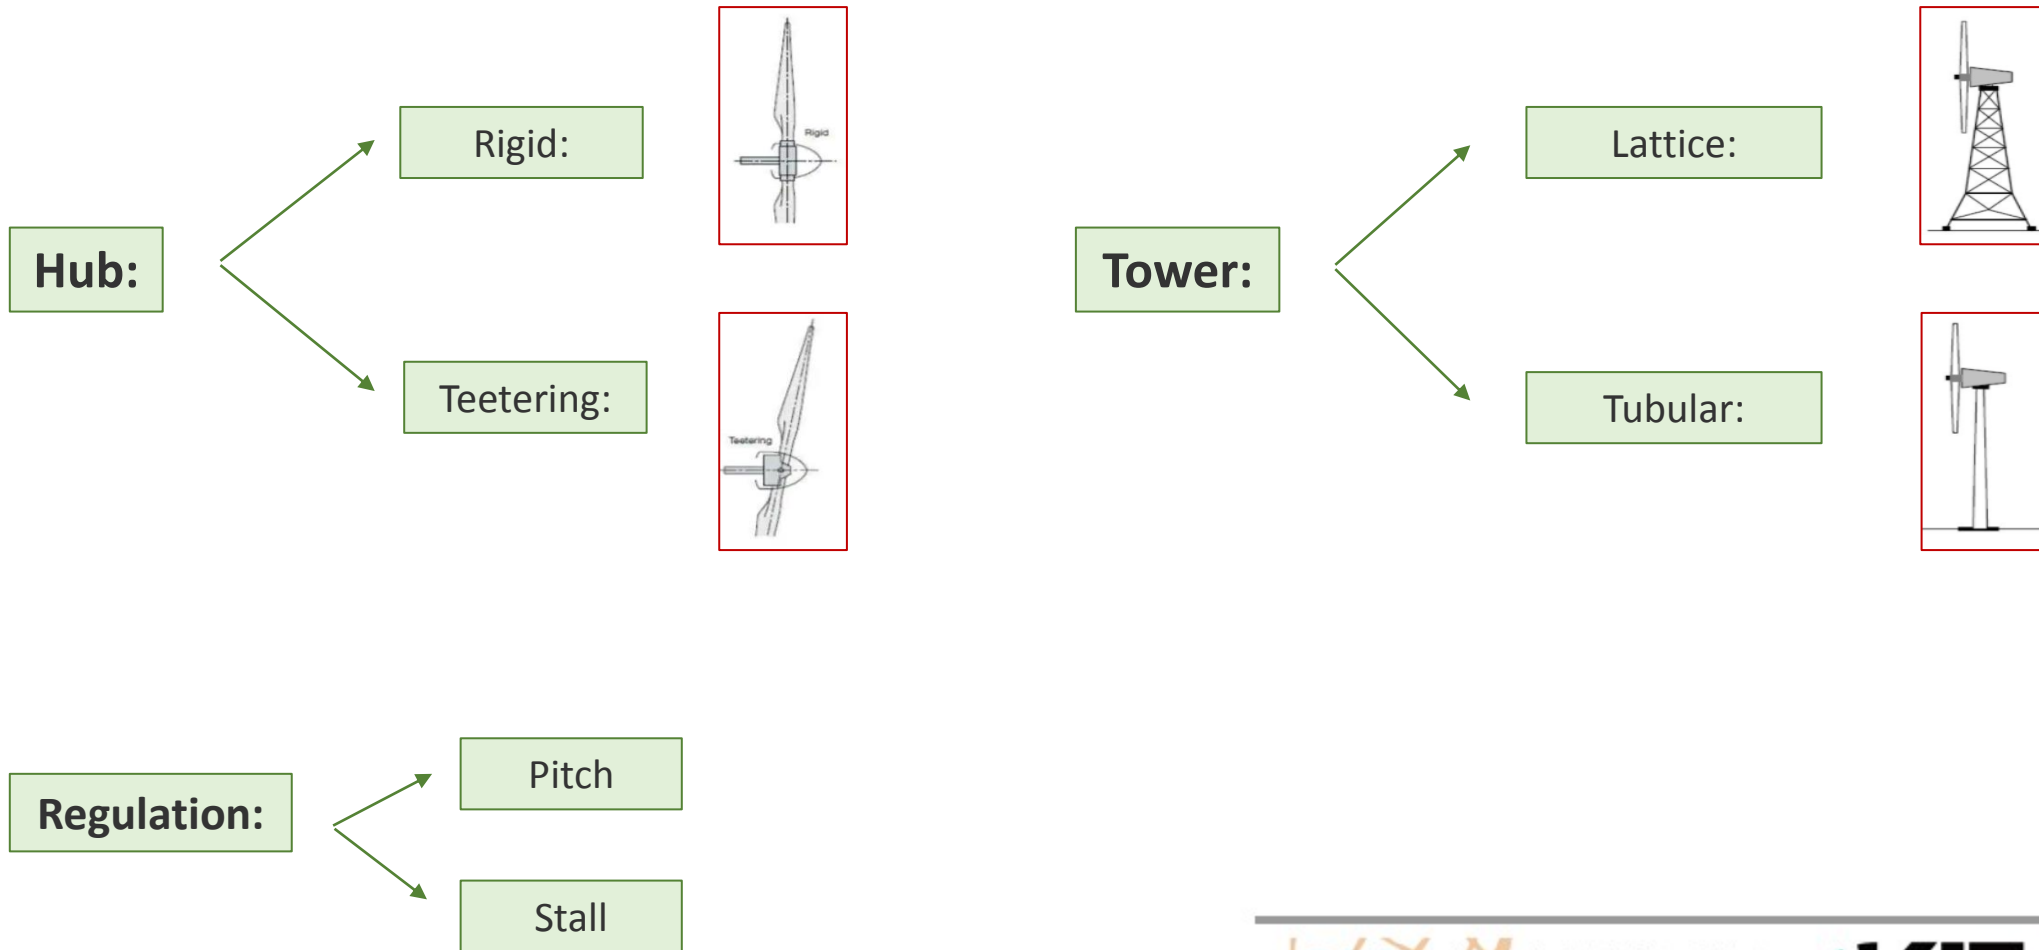 Hub:
Rigid:
Rigid
Teetering:
Teetering
Tower:
Lattice:
Tubular:
Regulation:
Pitch
Stall